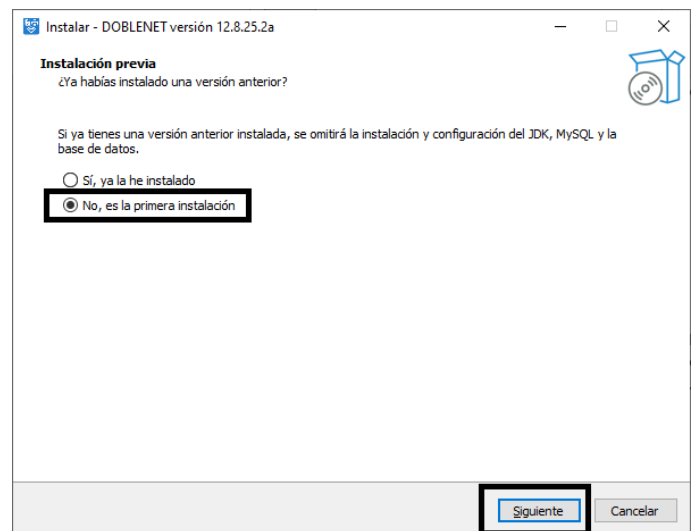 Instalar - DOBLENET versión 12.8.25.2a
Instalación previa
¿Ya habías instalado una versión anterior?
Si ya tienes una versión anterior instalada, se omitirá la instalación y configuración del JDK, MySQL y la
base de datos.
Sí, ya la he instalado
No, es la primera instalación
Siguiente
Cancelar